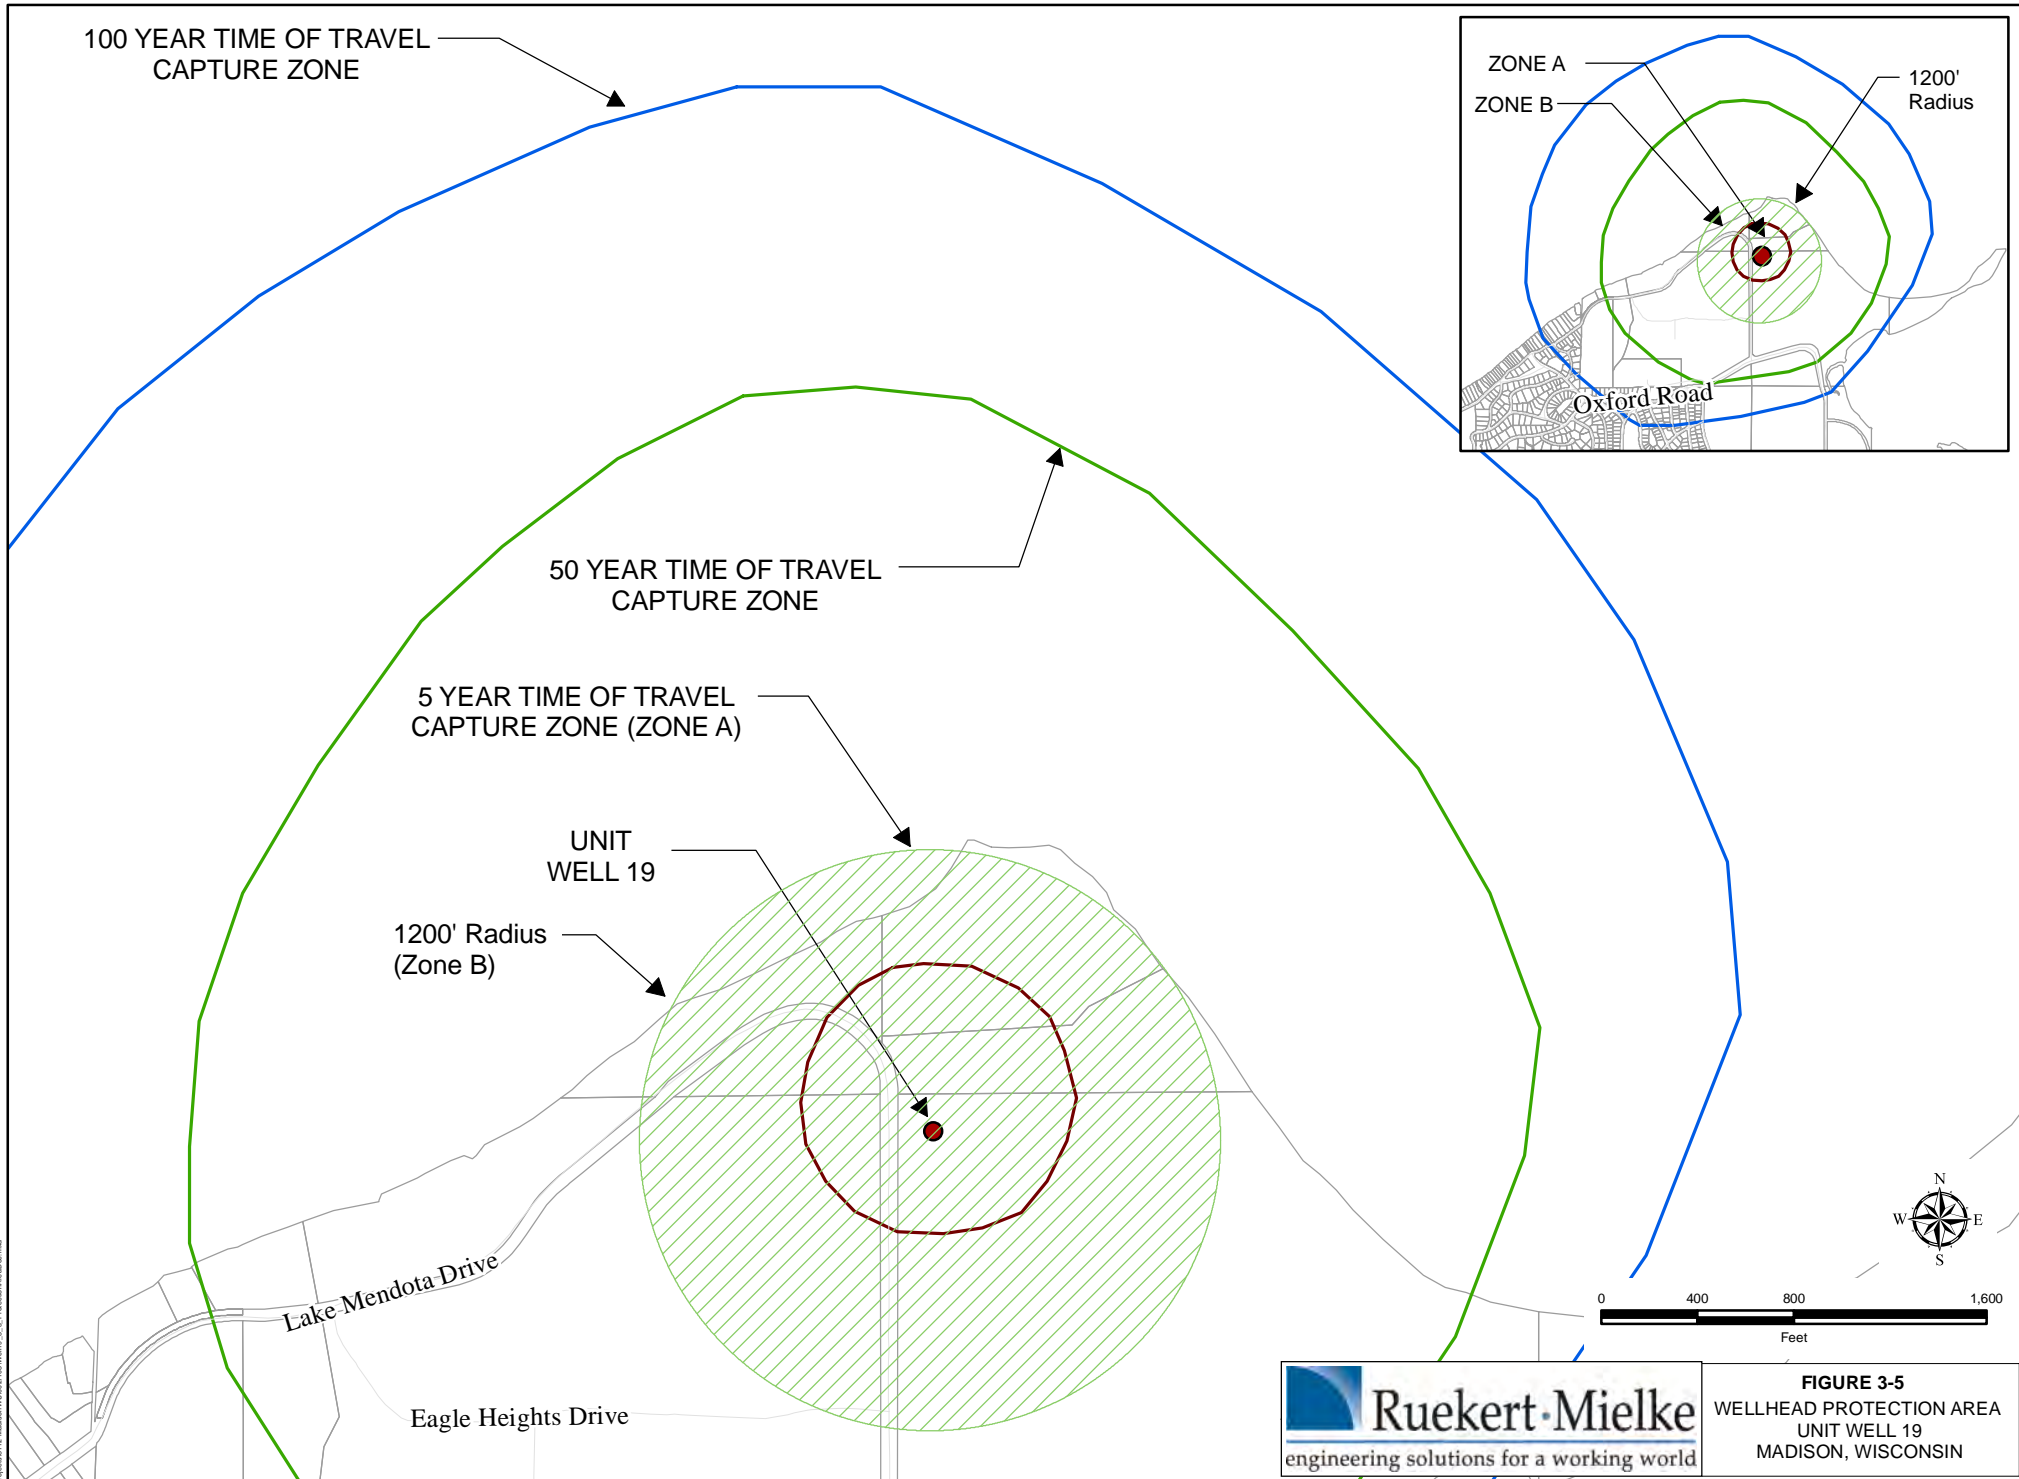 100 YEAR TIME OF TRAVEL
CAPTURE ZONE
ZONE A
ZONE B
1200'
Radius
Oxford Road
50 YEAR TIME OF TRAVEL
CAPTURE ZONE
5 YEAR TIME OF TRAVEL
CAPTURE ZONE (ZONE A)
UNIT
WELL 19
1200' Radius
(Zone B)
Lake Mendota Drive
Eagle Heights Drive
N
W
E
S
0
400
800
1,600
Feet
Ruekert·Mielke
engineering solutions for a working world
FIGURE 3-5
WELLHEAD PROTECTION AREA
UNIT WELL 19
MADISON, WISCONSIN